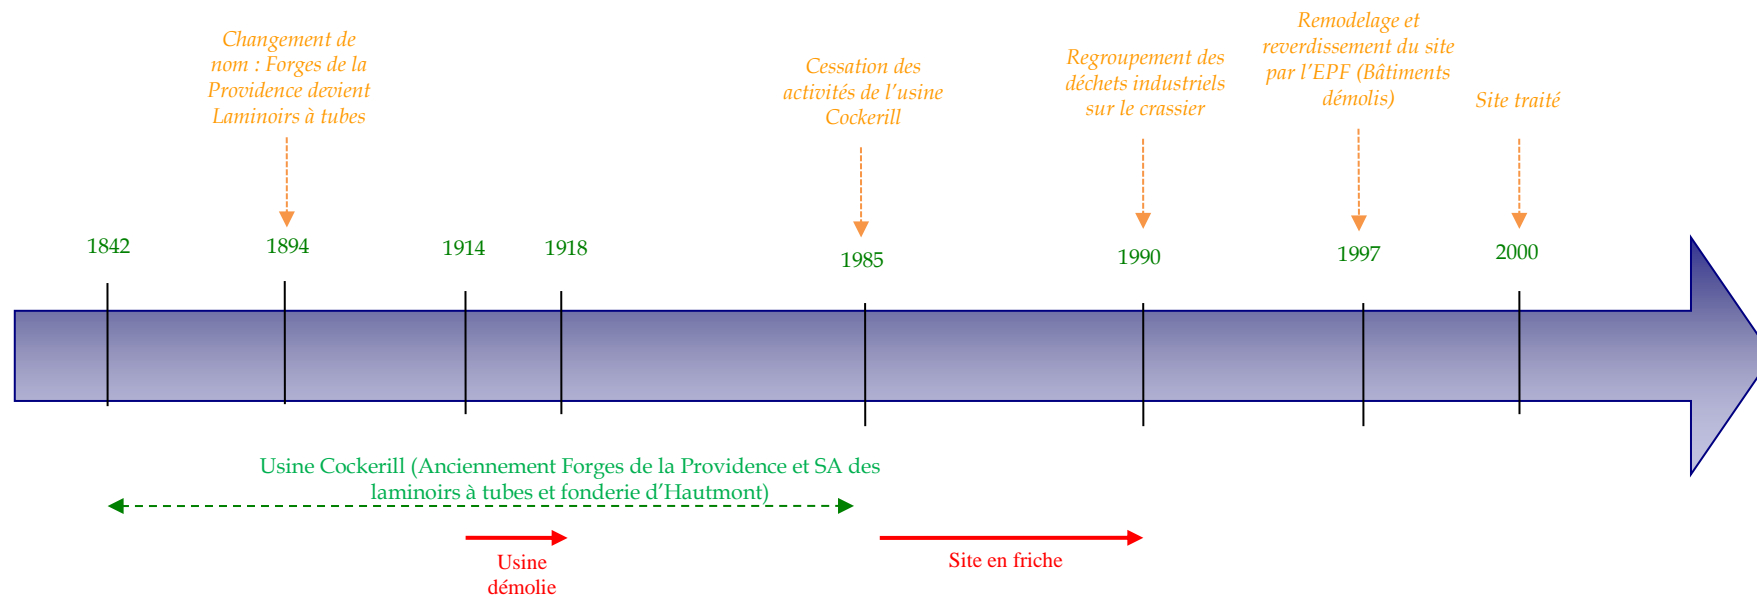 Changement de
nom : Forges de la
Providence devient
Laminoirs à tubes
Cessation des
activités de l’usine
Cockerill
Regroupement des
déchets industriels
sur le crassier
Remodelage et
reverdissement du site
par l’EPF (Bâtiments
démolis)
Site traité
1842
1894
1914
1918
1985
1990
1997
2000
Usine Cockerill (Anciennement Forges de la Providence et SA des
laminoirs à tubes et fonderie d’Hautmont)
Usine
démolie
Site en friche